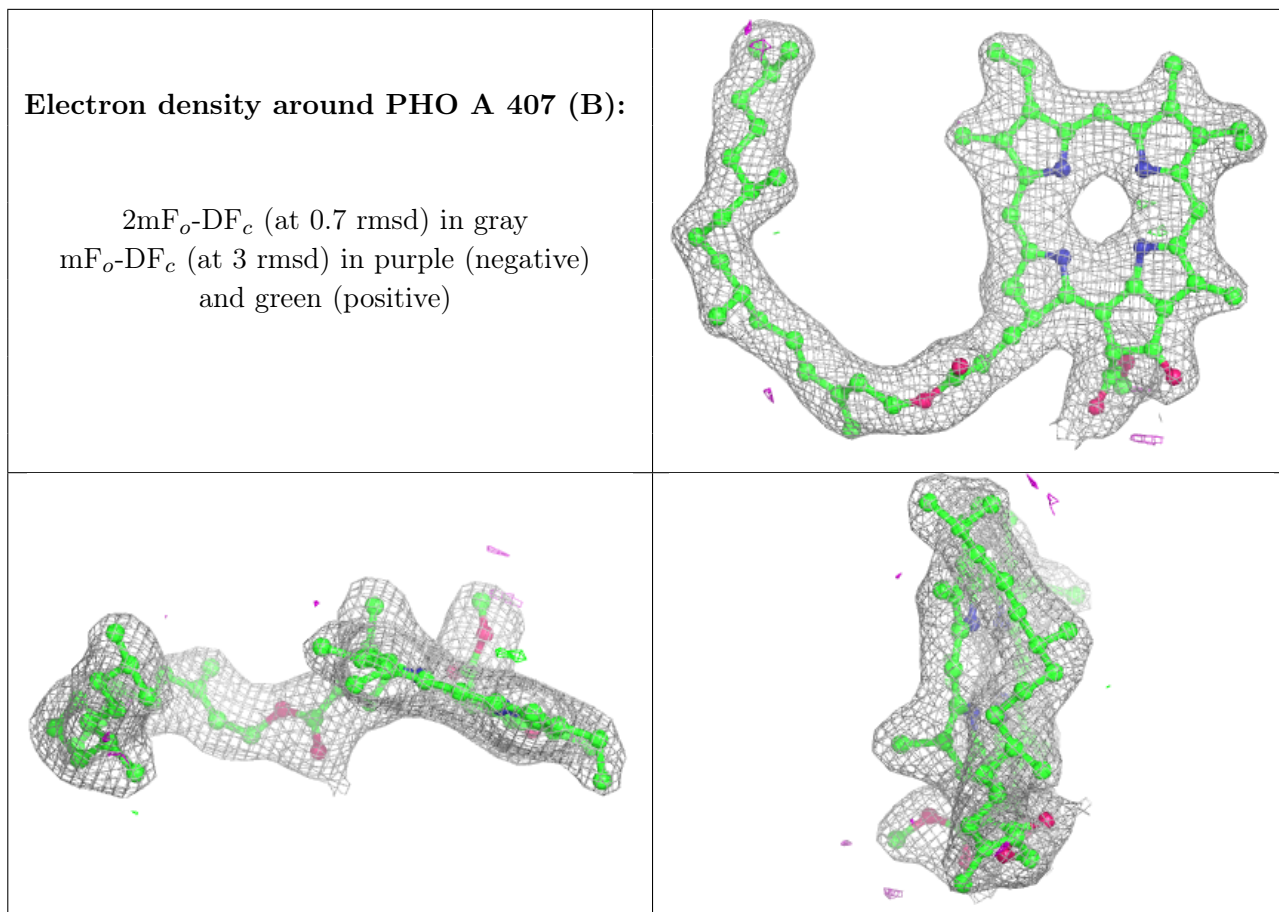 Electron density around PHO A 407 (B):
2mFo-DFc (at 0.7 rmsd) in gray
mFo-DFc (at 3 rmsd) in purple (negative)
and green (positive)